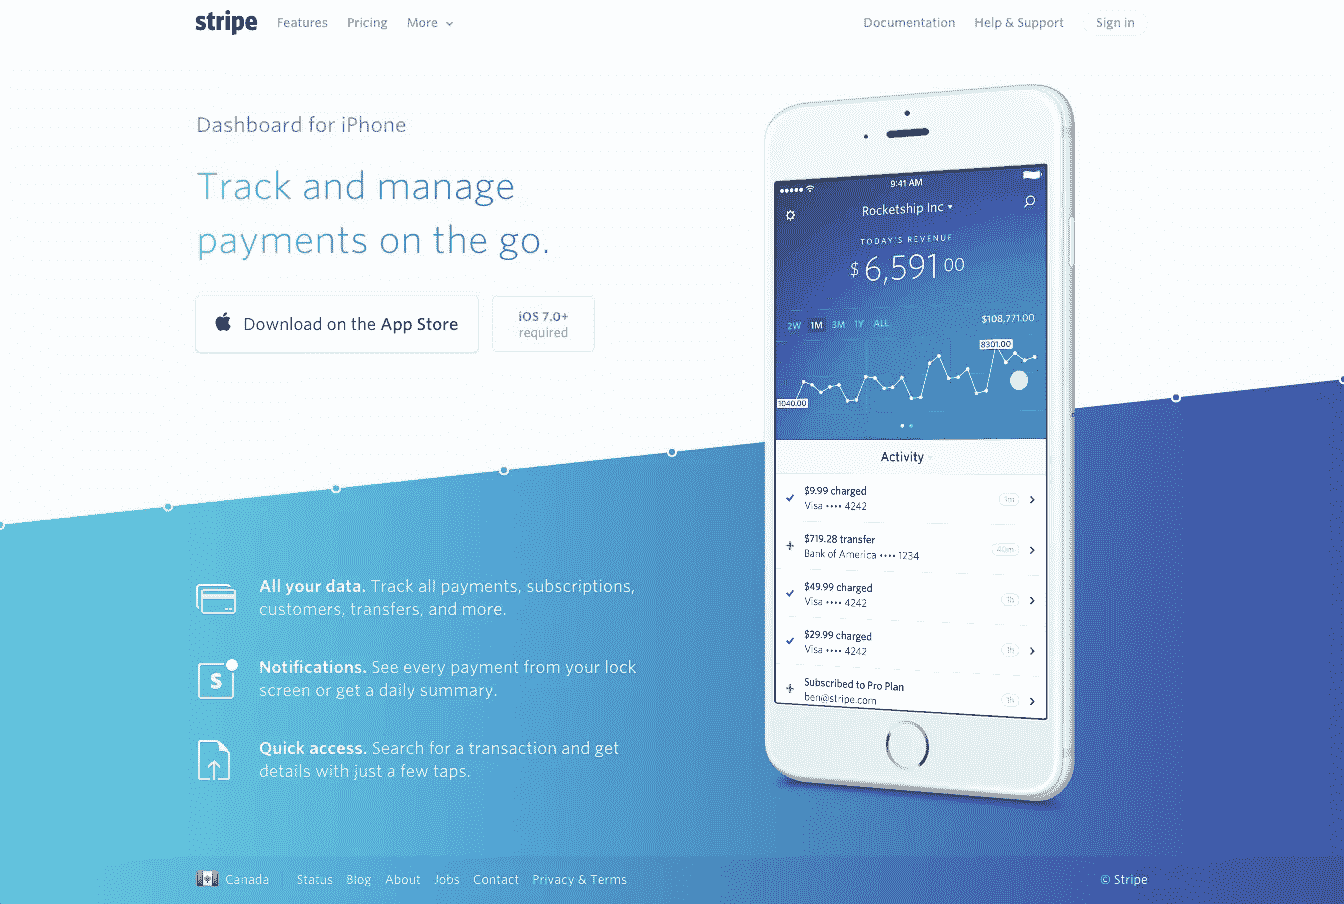 stripe
Features
Pricing
More
Documentation
Help & Support
Sign in
Dashboard for iPhone
Track and manage
payments on the go.
Download on the App Store
iOS 7.0+
required
9:41 AM
Rocketship Inc
TODAY'S REVENUE
$6,591 00
2W 1M 3M 1Y ALL
$108,771.00
8301.00
1040.00
Activity
$9.99 charged
Visa •••• 4242
1m
$719.28 transfer
Bank of America •••• 1234
$49.99 charged
Visa •••• 4242
1h
$29.99 charged
Visa •••• 4242
1h
Subscribed to Pro Plan
ben@stripe.com
1h
All your data. Track all payments, subscriptions,
customers, transfers, and more.
S
Notifications. See every payment from your lock
screen or get a daily summary.
Quick access. Search for a transaction and get
details with just a few taps.
Canada
Status
Blog
About
Jobs
Contact
Privacy & Terms
© Stripe